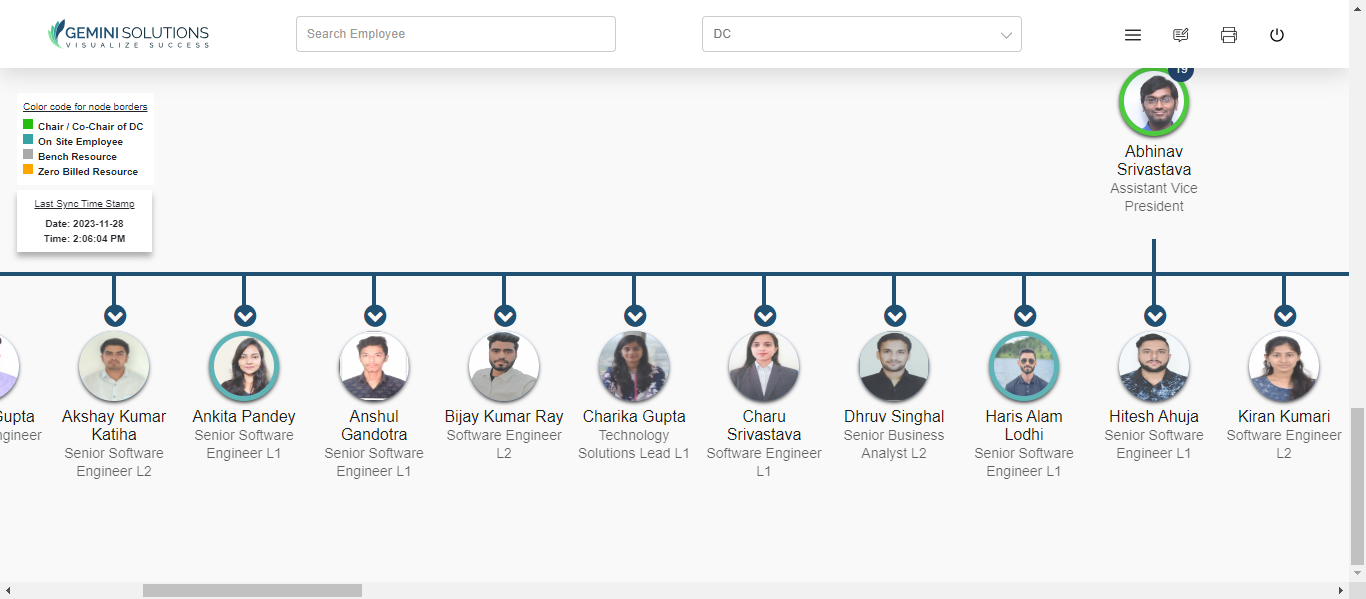 GEMINI SOLUTIONS
VISUALIZE SUCCESS
Search Employee
DC
19
Color code for node borders
Chair / Co-Chair of DC
On Site Employee
Bench Resource
Zero Billed Resource
Last Sync Time Stamp
Date: 2023-11-28
Time: 2:06:04 PM
Abhinav
Srivastava
Assistant Vice
President
Gupta
Akshay Kumar
Katiha
Senior Software
Engineer L2
Ankita Pandey
Senior Software
Engineer L1
Anshul
Gandotra
Senior Software
Engineer L1
Bijay Kumar Ray
Software Engineer
L2
Charika Gupta
Technology
Solutions Lead L1
Charu
Srivastava
Software Engineer
L1
Dhruv Singhal
Senior Business
Analyst L2
Haris Alam
Lodhi
Senior Software
Engineer L1
Hitesh Ahuja
Senior Software
Engineer L1
Kiran Kumari
Software Engineer
L2